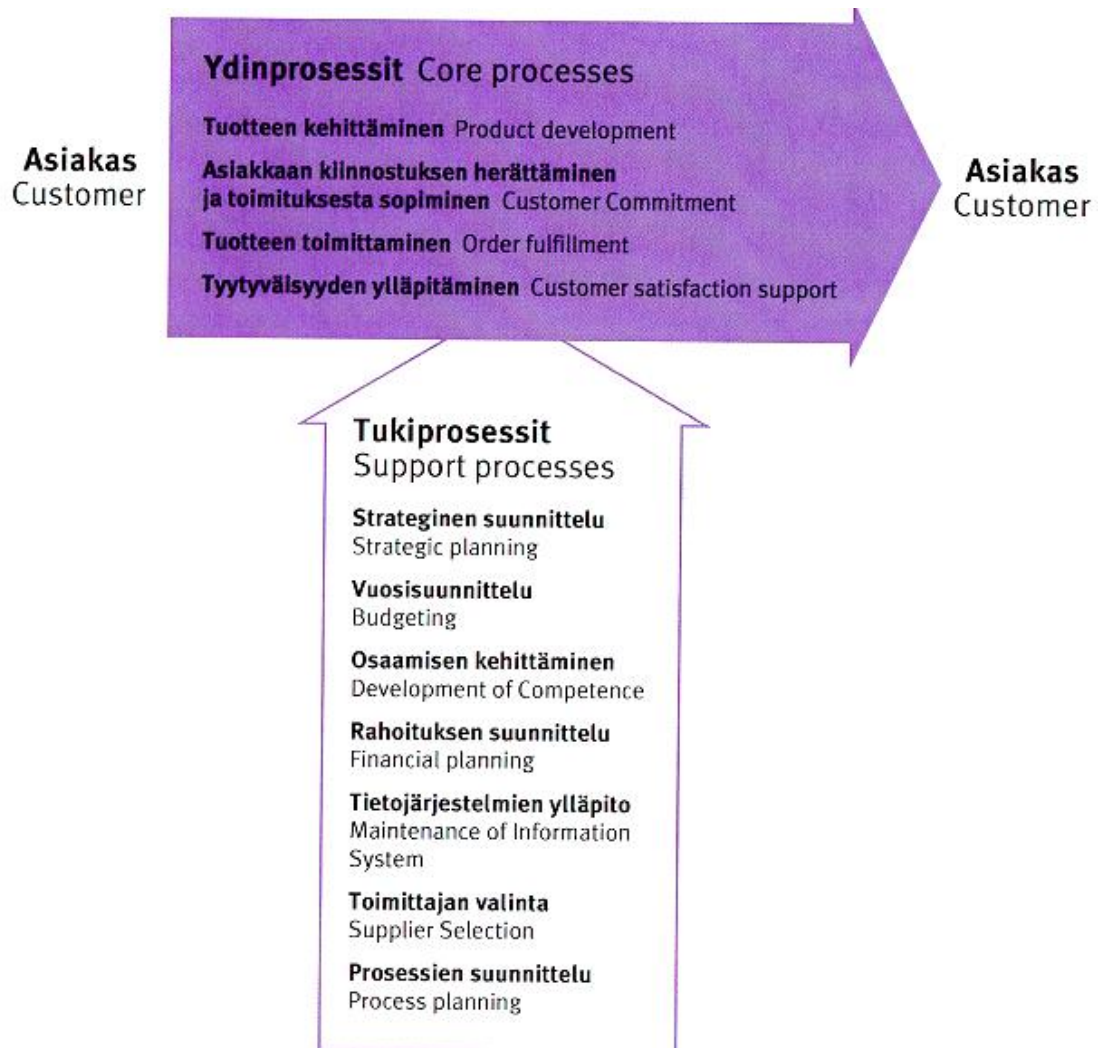 Ydinprosessit Core processes
Tuotteen kehittäminen Product development
Asiakkaan kiinnostuksen herättäminen
ja toimituksesta sopiminen Customer Commitment
Tuotteen toimittaminen Order fulfillment
Tyytyväisyyden ylläpitäminen Customer satisfaction support
Asiakas
Customer
Asiakas
Customer
Tukiprosessit
Support processes
Strateginen suunnittelu
Strategic planning
Vuosisuunnittelu
Budgeting
Osaamisen kehittäminen
Development of Competence
Rahoituksen suunnittelu
Financial planning
Tietojärjestelmien ylläpito
Maintenance of Information
System
Toimittajan valinta
Supplier Selection
Prosessien suunnittelu
Process planning